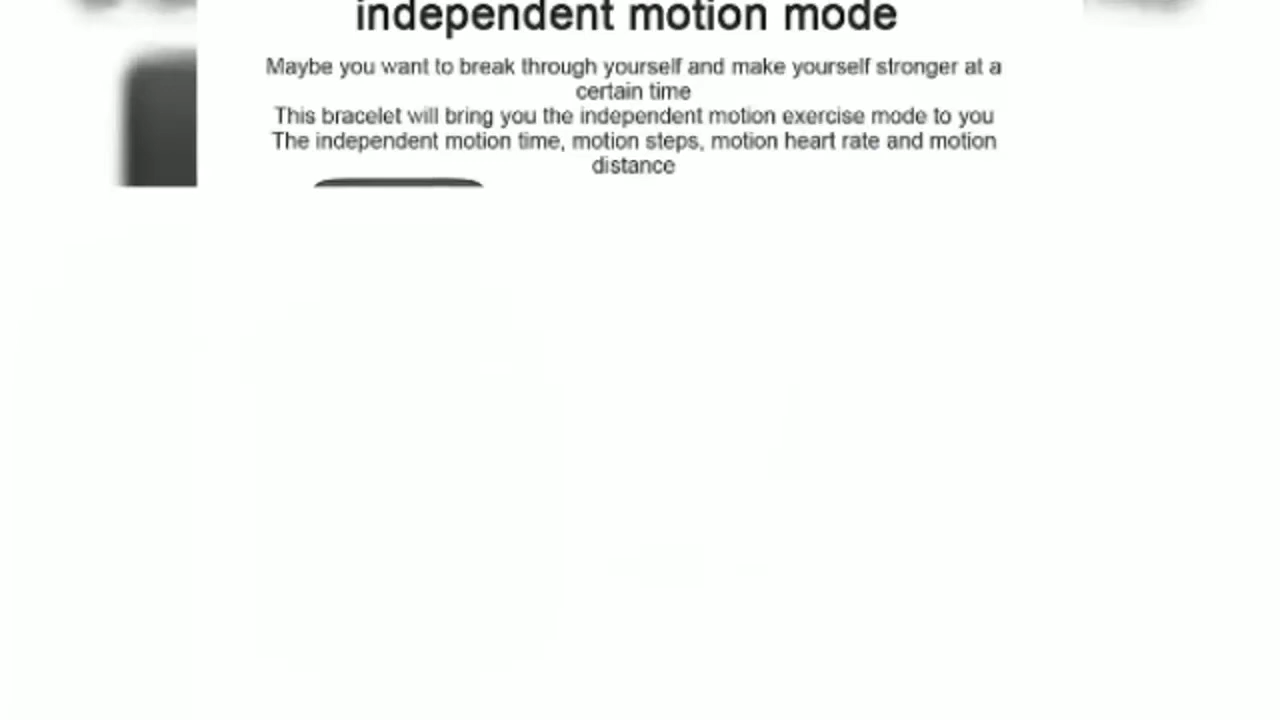 independent motion mode
Maybe you want to break through yourself and make yourself stronger at a
certain time
This bracelet will bring you the independent motion exercise mode to you
The independent motion time, motion steps, motion heart rate and motion
distance